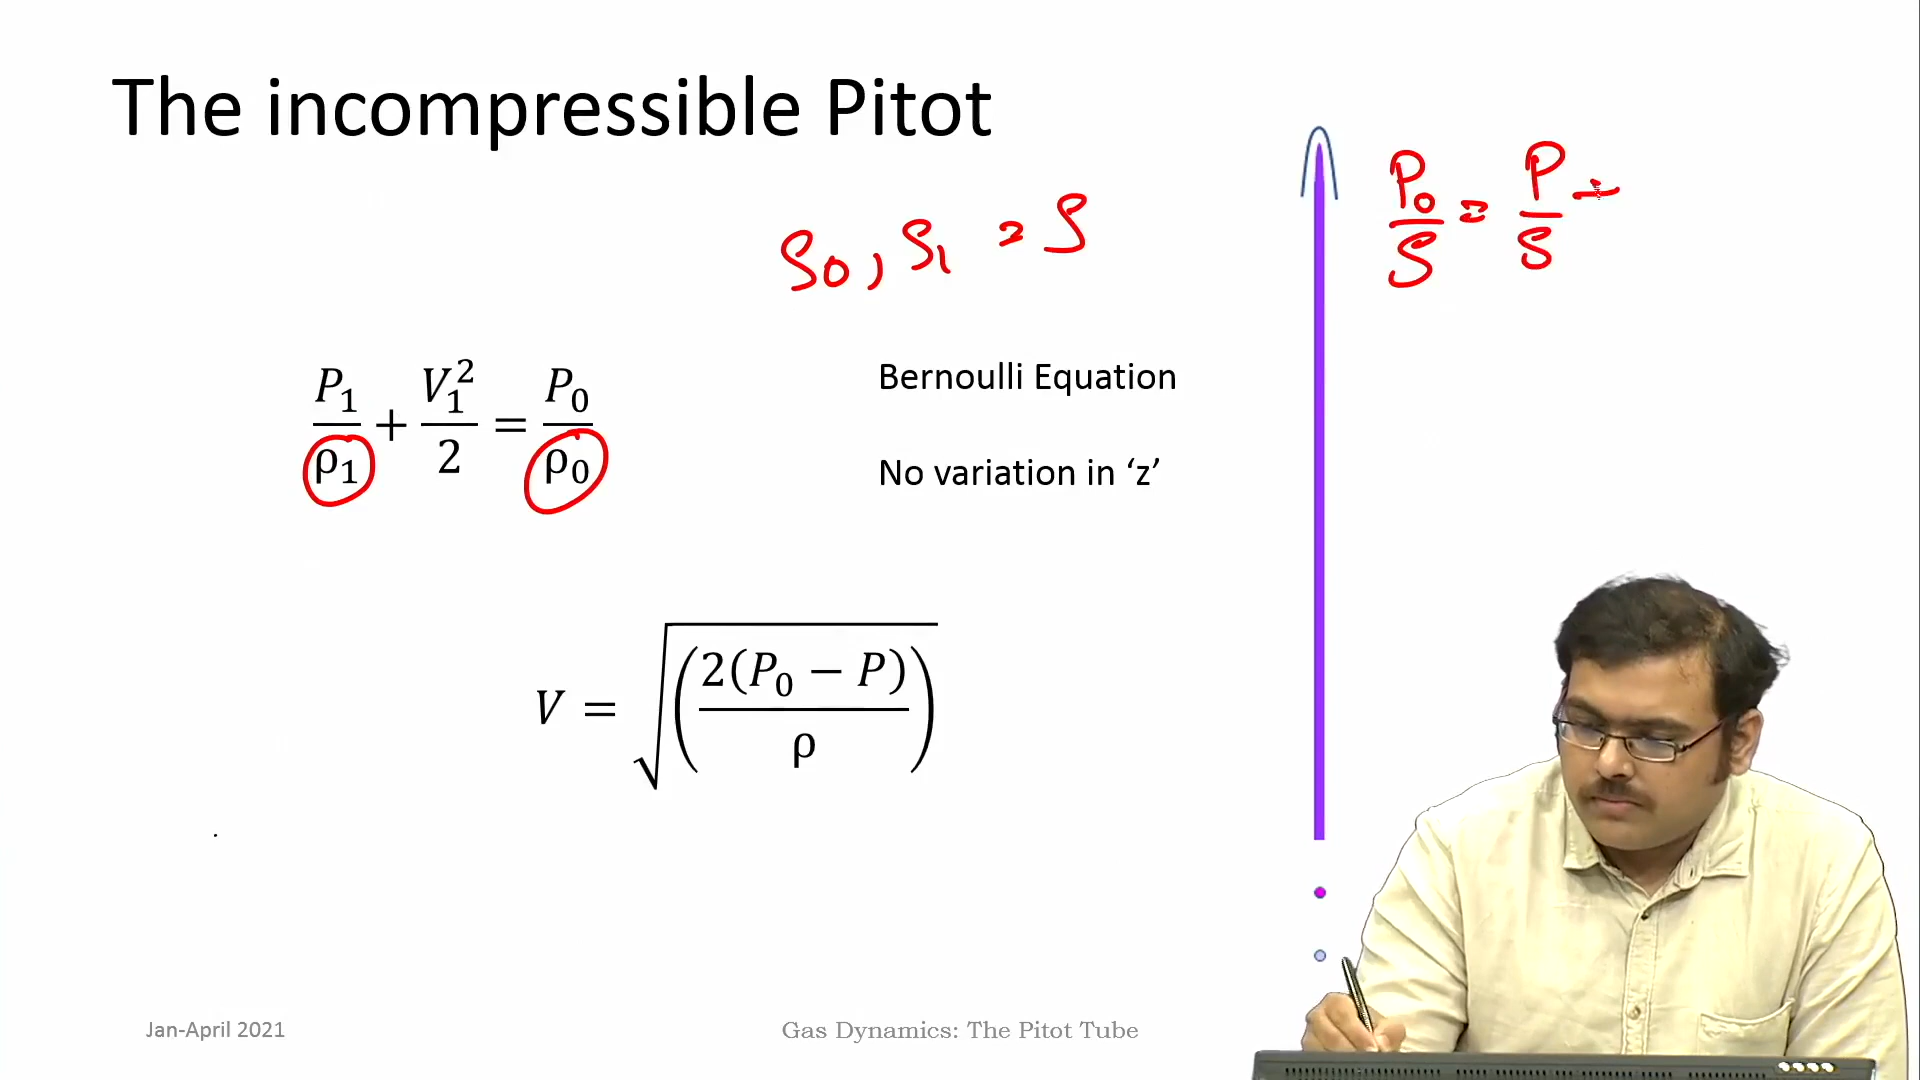 The incompressible Pitot
P₀/ρ = P/ρ +
ρ₀, ρ₁ = ρ
P₁/ρ₁ + V₁²/2 = P₀/ρ₀
Bernoulli Equation
No variation in ‘z’
V = √(2(P₀ − P)/ρ)
Jan-April 2021
Gas Dynamics: The Pitot Tube